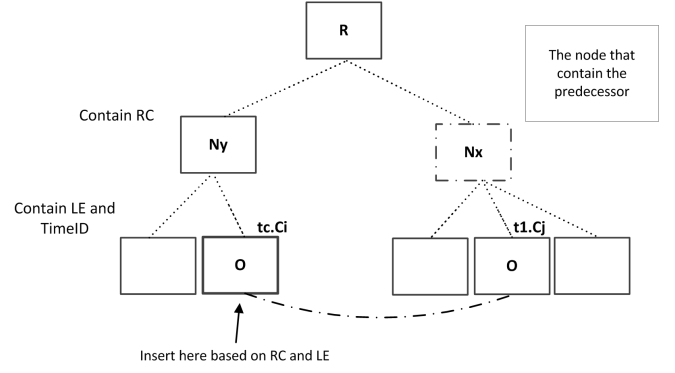 R
The node that
contain the
predecessor
Contain RC
Ny
Nx
Contain LE and
TimeID
tc.Ci
t1.Cj
O
O
Insert here based on RC and LE